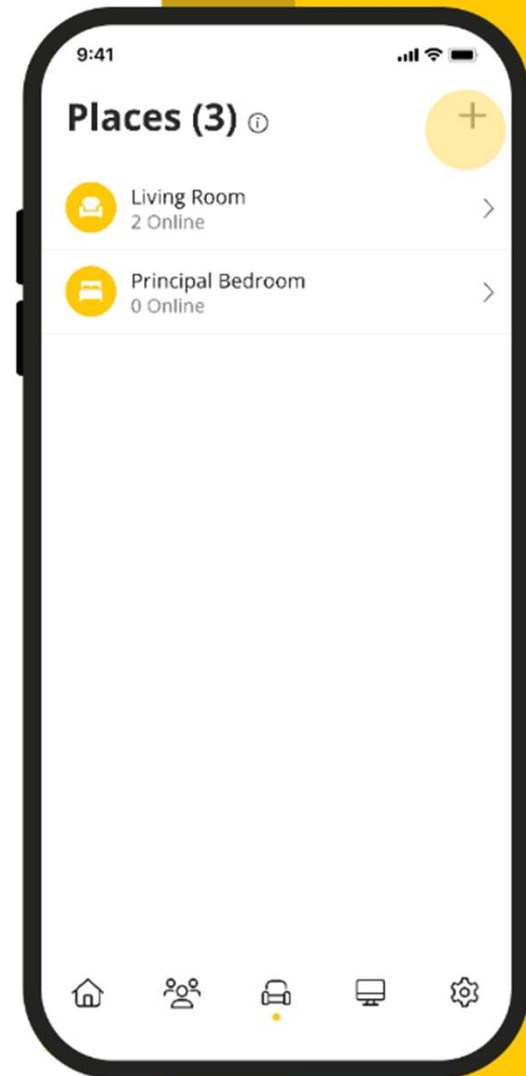 9:41
Places (3)
Living Room
2 Online
Principal Bedroom
0 Online